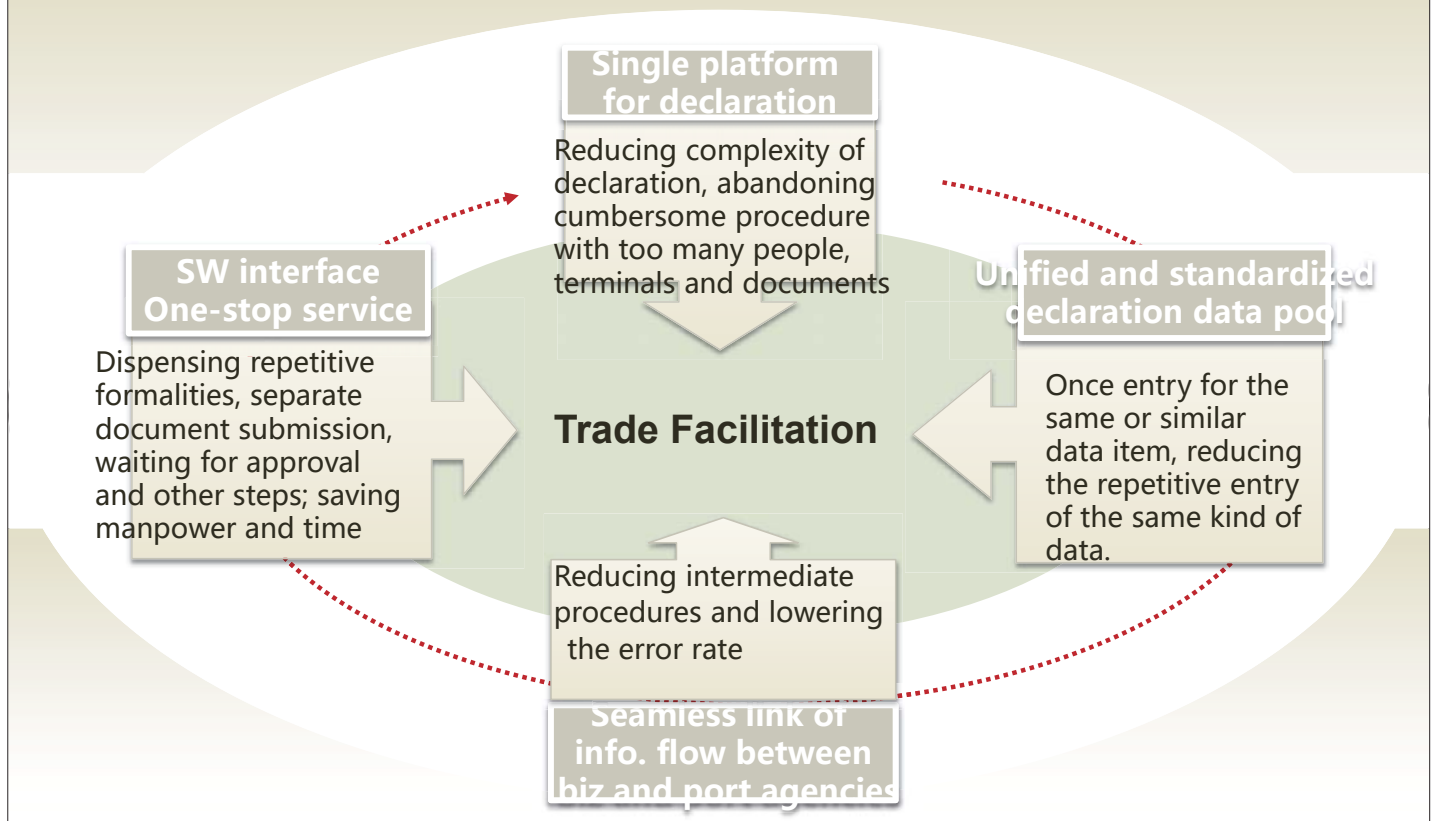 Single platform
for declaration
Reducing complexity of
declaration, abandoning
cumbersome procedure
with too many people,
terminals and documents
SW interface
One-stop service
Dispensing repetitive
formalities, separate
document submission,
waiting for approval
and other steps; saving
manpower and time
Trade Facilitation
Unified and standardized
declaration data pool
Once entry for the
same or similar
data item, reducing
the repetitive entry
of the same kind of
data.
Reducing intermediate
procedures and lowering
the error rate
Seamless link of
info. flow between
biz and port agencies